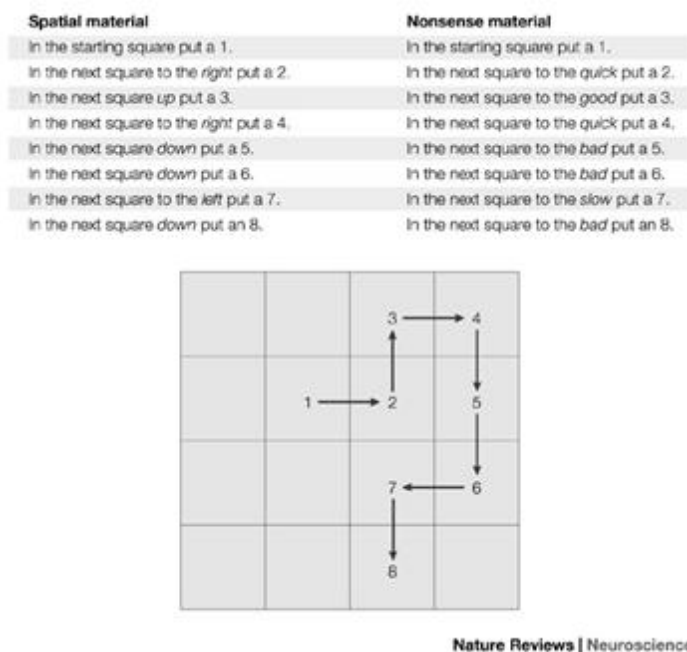 Spatial material
In the starting square put a 1.
In the next square to the right put a 2.
In the next square up put a 3.
In the next square to the right put a 4.
In the next square down put a 5.
In the next square down put a 6.
In the next square to the left put a 7.
In the next square down put an 8.
Nonsense material
In the starting square put a 1.
In the next square to the quick put a 2.
In the next square to the good put a 3.
In the next square to the quick put a 4.
In the next square to the bad put a 5.
In the next square to the bad put a 6.
In the next square to the slow put a 7.
In the next square to the bad put an 8.
3 4
1 2 5
7 6
8
Nature Reviews | Neuroscience